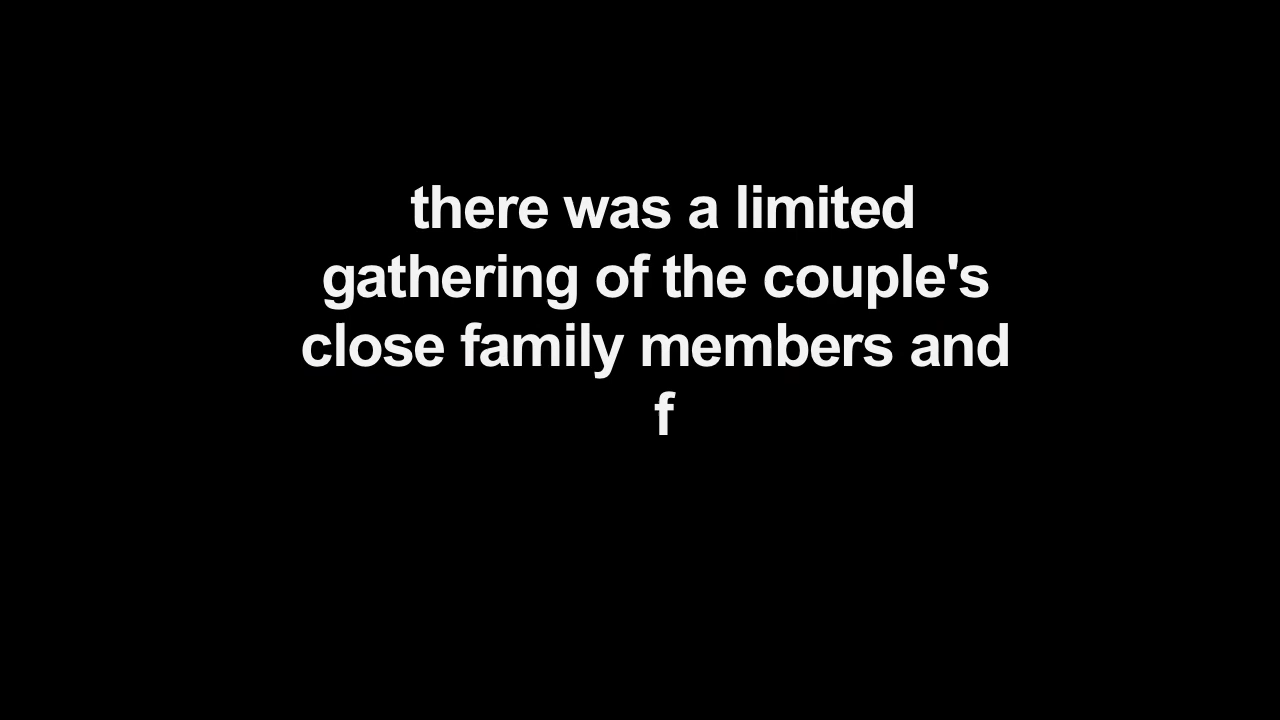 there was a limited
gathering of the couple's
close family members and
f